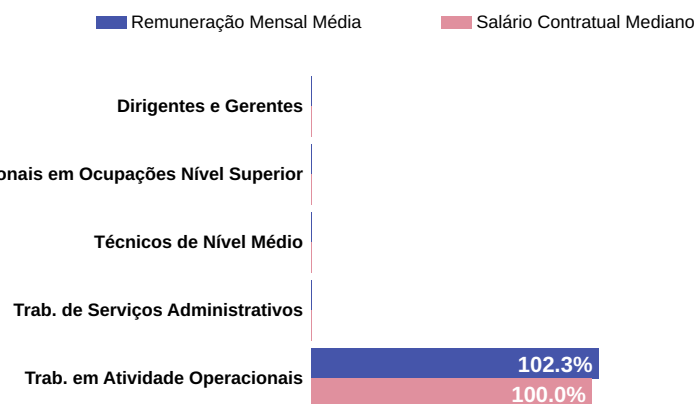 Remuneração Mensal Média
Salário Contratual Mediano
Dirigentes e Gerentes
em Ocupações Nível Superior
Técnicos de Nível Médio
Trab. de Serviços Administrativos
Trab. em Atividade Operacionais
102.3%
100.0%